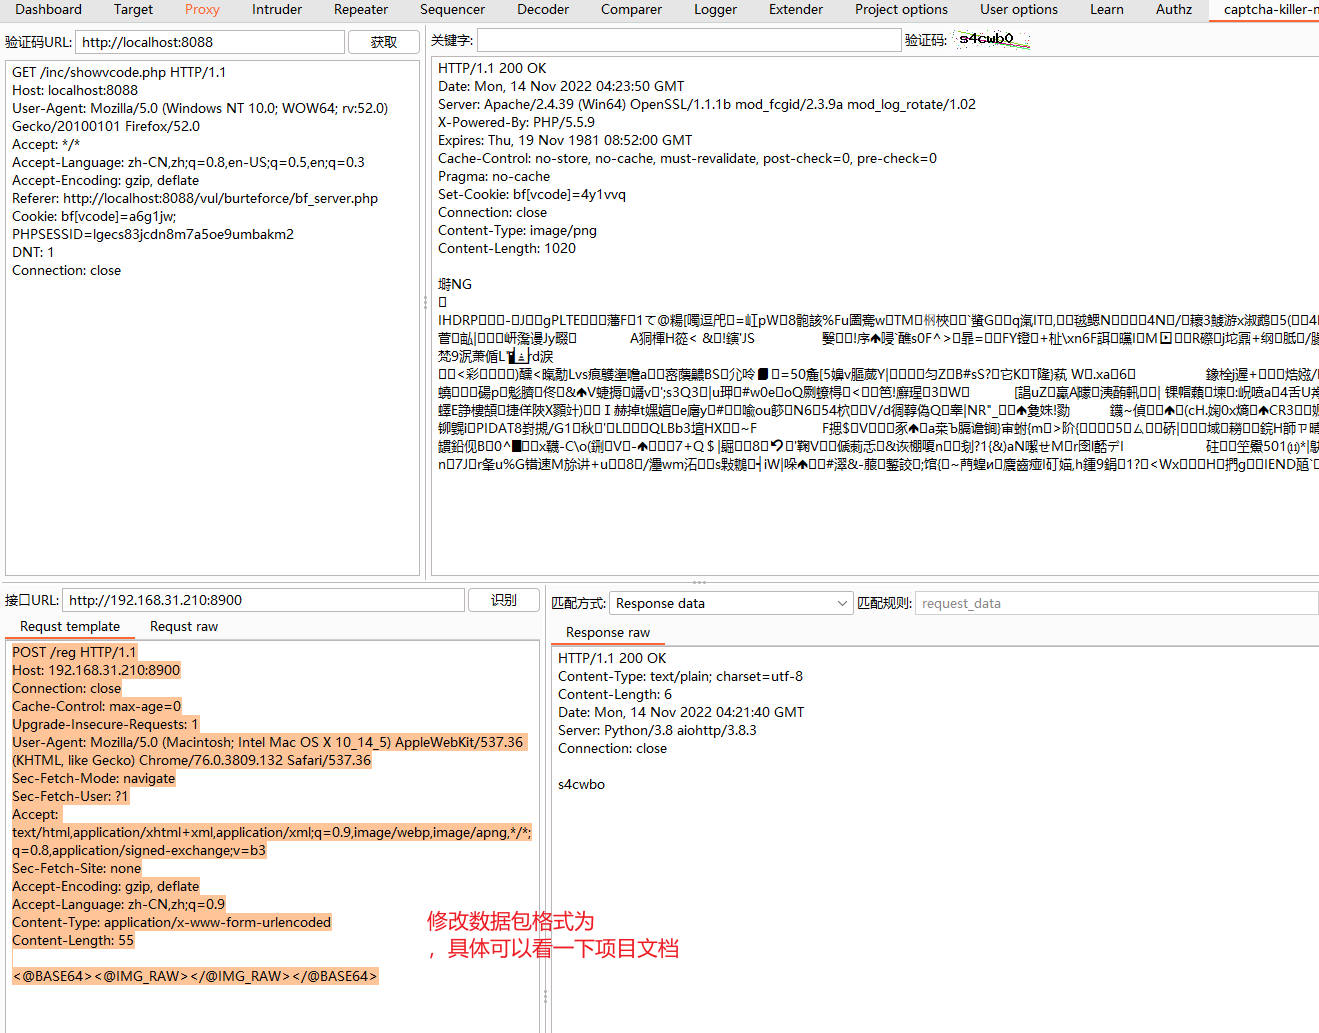 Dashboard Target Proxy Intruder Repeater Sequencer Decoder Comparer Logger Extender Project options User options Learn Authz captcha-killer-m
验证码URL: http://localhost:8088 获取
GET /inc/showvcode.php HTTP/1.1
Host: localhost:8088
User-Agent: Mozilla/5.0 (Windows NT 10.0; WOW64; rv:52.0)
Gecko/20100101 Firefox/52.0
Accept: */*
Accept-Language: zh-CN,zh;q=0.8,en-US;q=0.5,en;q=0.3
Accept-Encoding: gzip, deflate
Referer: http://localhost:8088/vul/burteforce/bf_server.php
Cookie: bf[vcode]=a6g1jw;
PHPSESSID=lgecs83jcdn8m7a5oe9umbakm2
DNT: 1
Connection: close
关键字: 验证码: s4cwb0
HTTP/1.1 200 OK
Date: Mon, 14 Nov 2022 04:23:50 GMT
Server: Apache/2.4.39 (Win64) OpenSSL/1.1.1b mod_fcgid/2.3.9a mod_log_rotate/1.02
X-Powered-By: PHP/5.5.9
Expires: Thu, 19 Nov 1981 08:52:00 GMT
Cache-Control: no-store, no-cache, must-revalidate, post-check=0, pre-check=0
Pragma: no-cache
Set-Cookie: bf[vcode]=4y1vvq
Connection: close
Content-Type: image/png
Content-Length: 1020
接口URL: http://192.168.31.210:8900 识别
Requst template Requst raw
POST /reg HTTP/1.1
Host: 192.168.31.210:8900
Connection: close
Cache-Control: max-age=0
Upgrade-Insecure-Requests: 1
User-Agent: Mozilla/5.0 (Macintosh; Intel Mac OS X 10_14_5) AppleWebKit/537.36
(KHTML, like Gecko) Chrome/76.0.3809.132 Safari/537.36
Sec-Fetch-Mode: navigate
Sec-Fetch-User: ?1
Accept:
text/html,application/xhtml+xml,application/xml;q=0.9,image/webp,image/apng,*/*;
q=0.8,application/signed-exchange;v=b3
Sec-Fetch-Site: none
Accept-Encoding: gzip, deflate
Accept-Language: zh-CN,zh;q=0.9
Content-Type: application/x-www-form-urlencoded
Content-Length: 55
<@BASE64><@IMG_RAW></@IMG_RAW></@BASE64>
修改数据包格式为
，具体可以看一下项目文档
匹配方式: Response data 匹配规则: request_data
Response raw
HTTP/1.1 200 OK
Content-Type: text/plain; charset=utf-8
Content-Length: 6
Date: Mon, 14 Nov 2022 04:21:40 GMT
Server: Python/3.8 aiohttp/3.8.3
Connection: close
s4cwbo